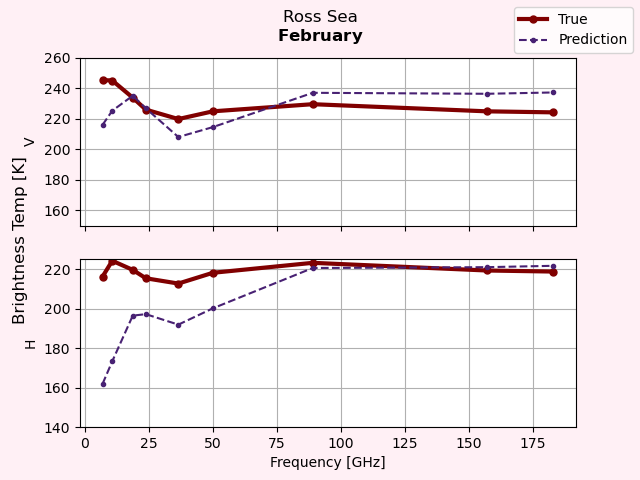 Ross Sea
February
True
Prediction
260
240
220
200
180
160
V
Brightness Temp [K]
220
200
180
160
140
H
0 25 50 75 100 125 150 175
Frequency [GHz]